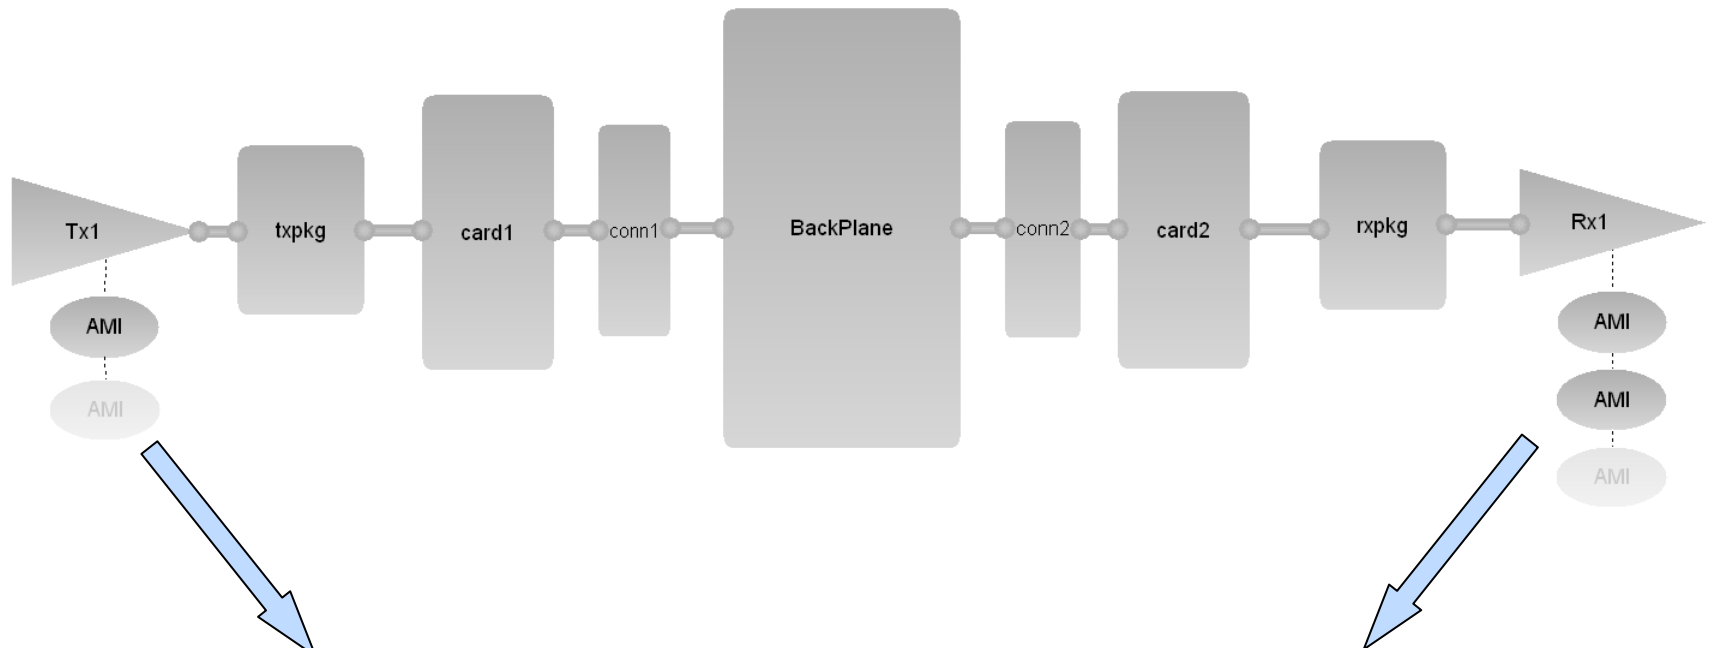 Tx1
txpkg
card1
conn1
BackPlane
conn2
card2
rxpkg
Rx1
AMI
AMI
AMI
AMI
AMI